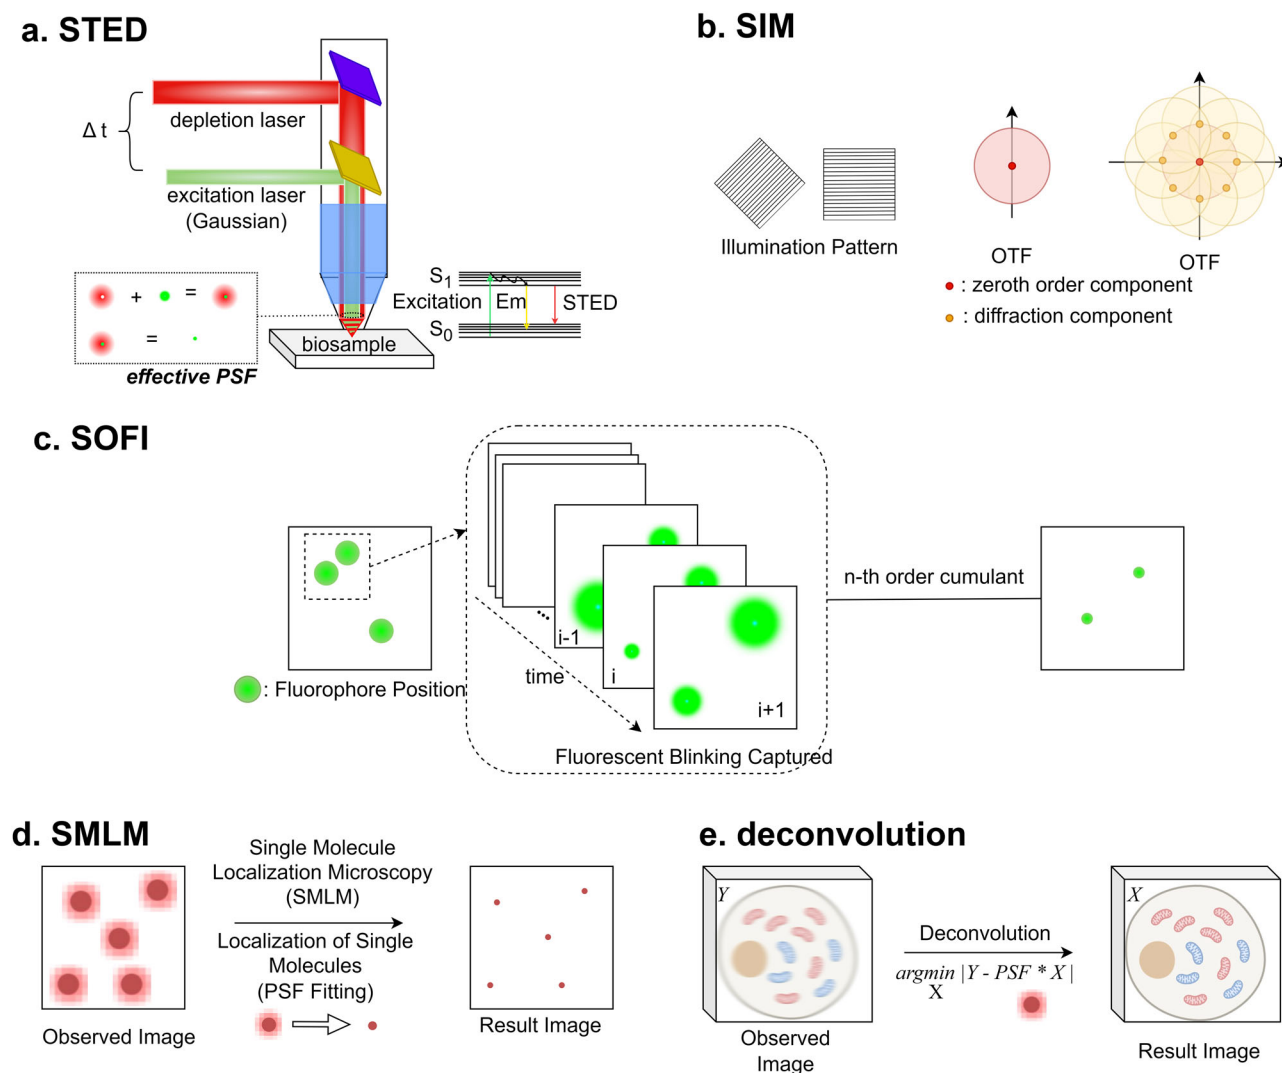 a. STED
depletion laser
Δ t
excitation laser
(Gaussian)
+
=
=
effective PSF
biosample
S1
Excitation
Em
STED
S0
b. SIM
Illumination Pattern
OTF
OTF
: zeroth order component
: diffraction component
c. SOFI
: Fluorophore Position
...
i-1
i
i+1
time
Fluorescent Blinking Captured
n-th order cumulant
d. SMLM
Single Molecule
Localization Microscopy
(SMLM)
Localization of Single
Molecules
(PSF Fitting)
Observed Image
Result Image
e. deconvolution
Y
Observed
Image
Deconvolution
argmin |Y - PSF * X |
X
X
Result Image